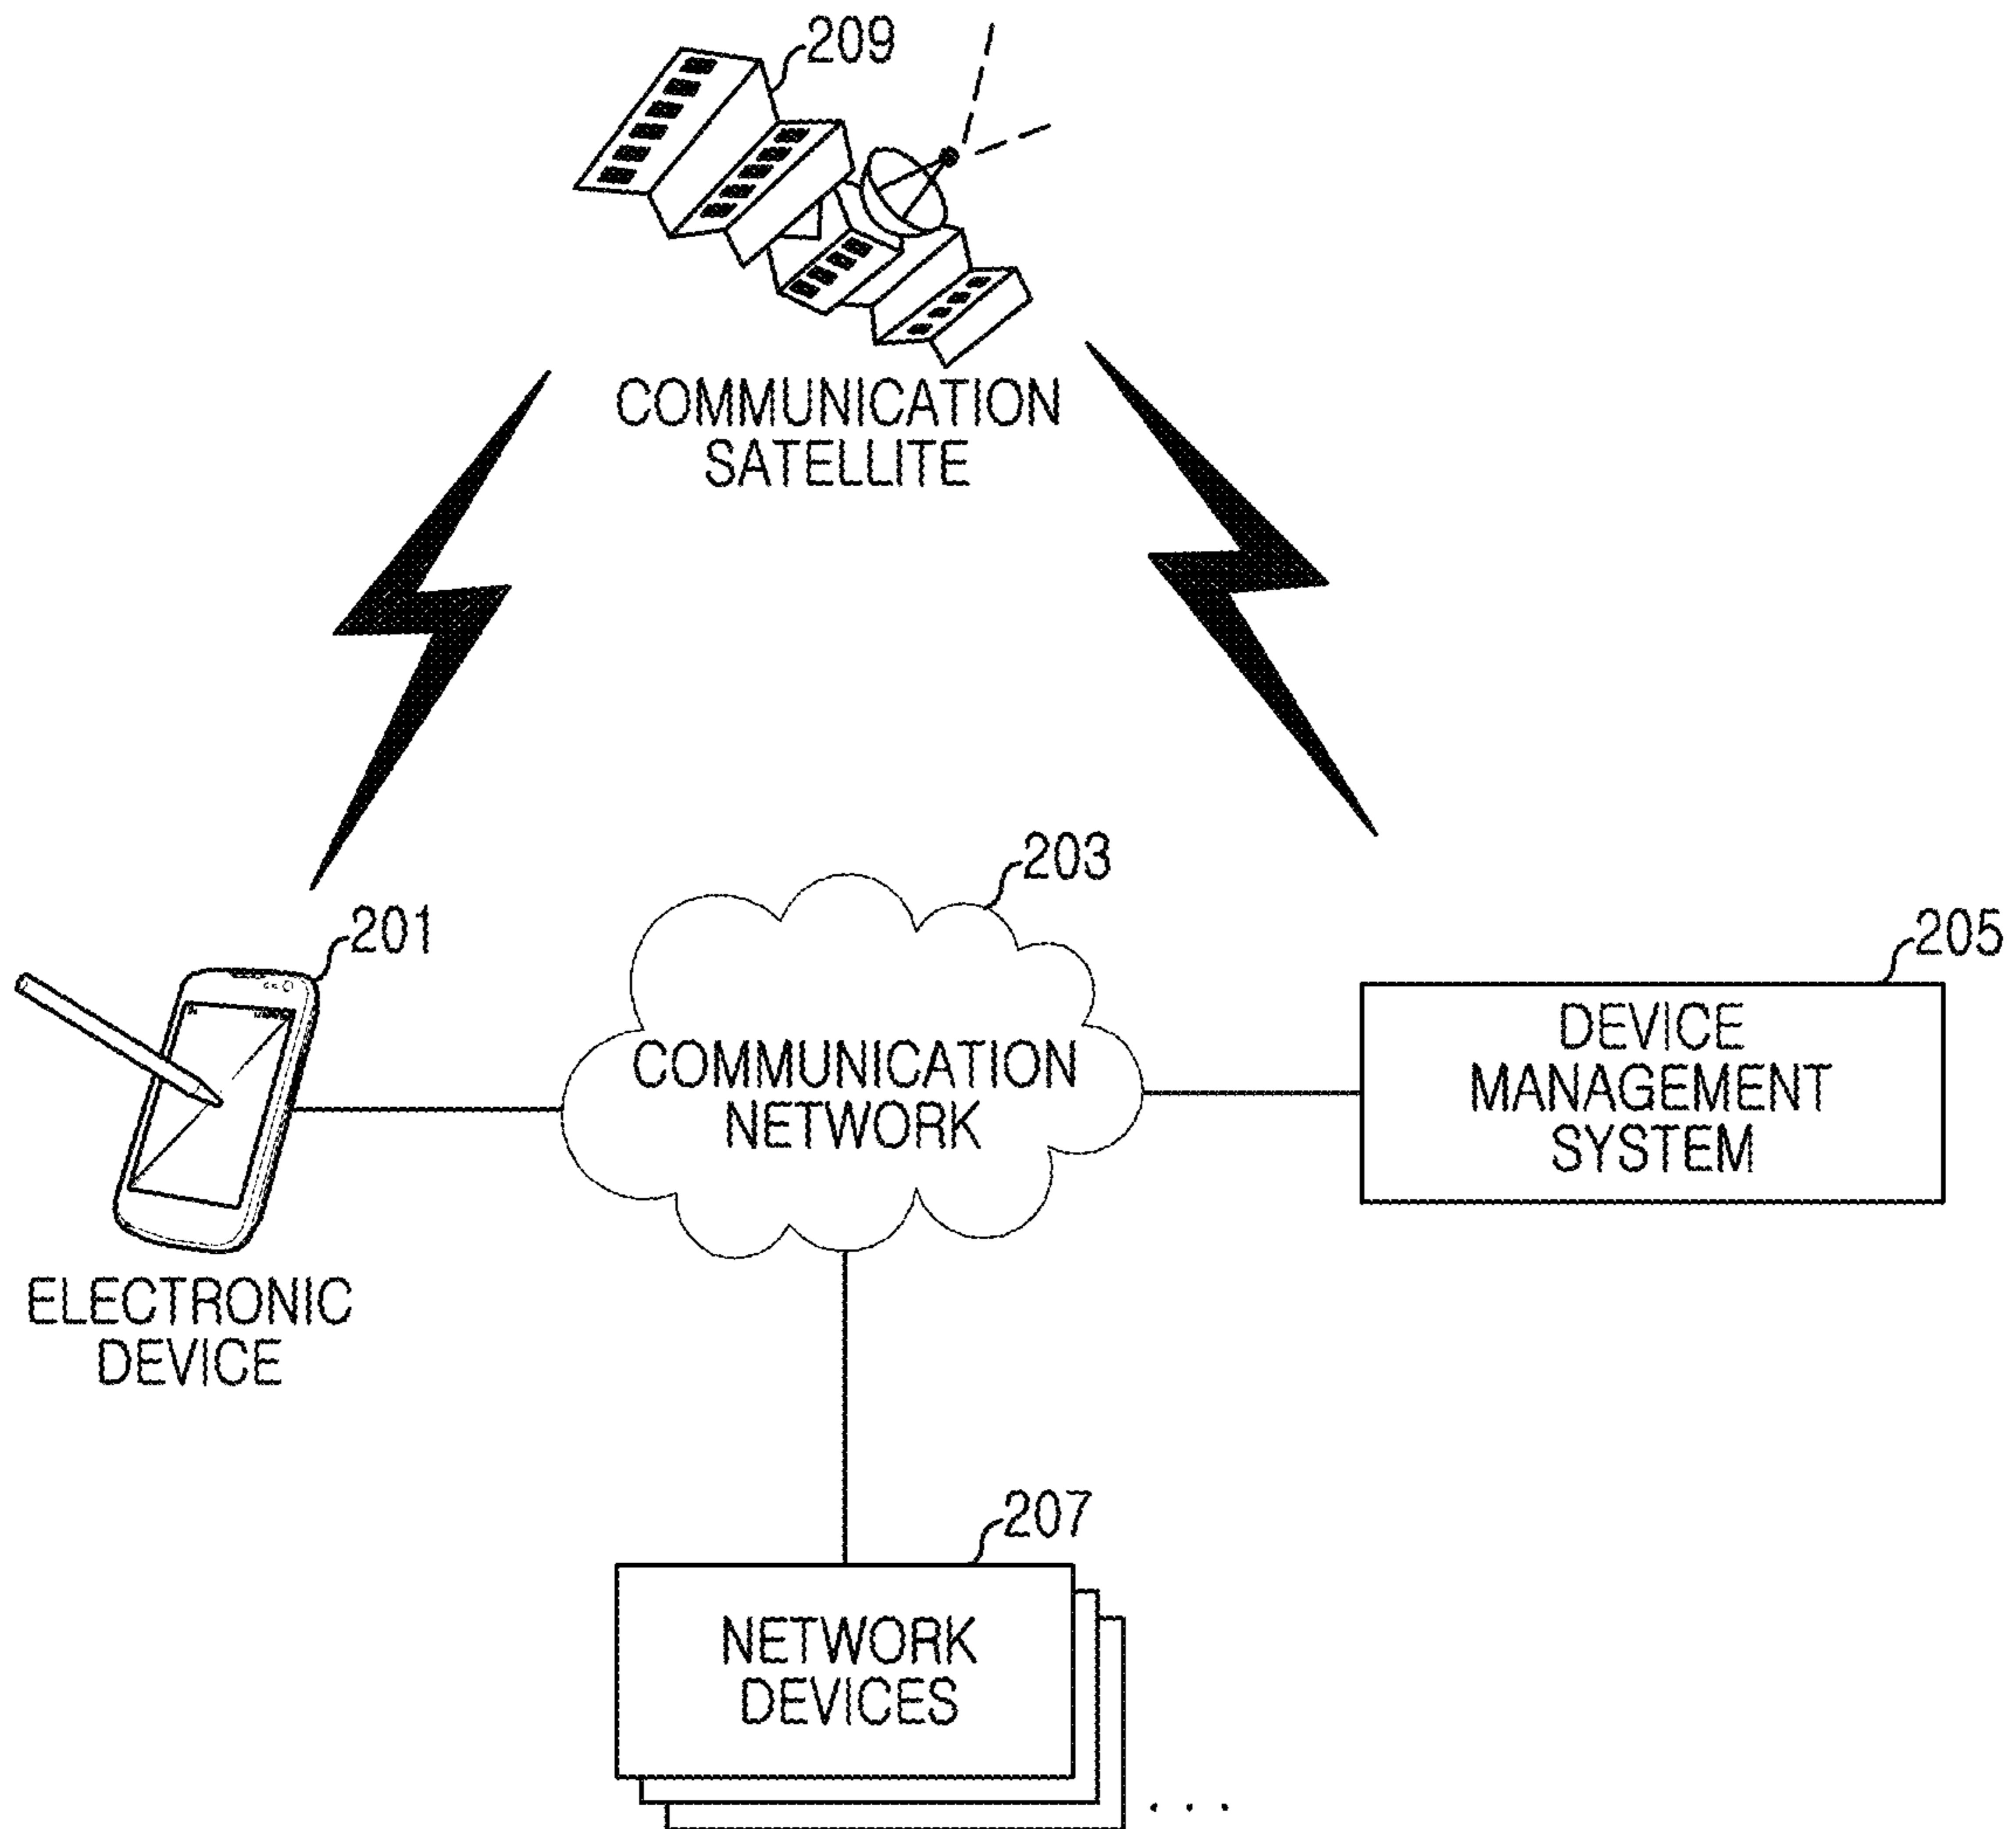 209
COMMUNICATION
SATELLITE
203
201
205
COMMUNICATION
NETWORK
DEVICE
MANAGEMENT
SYSTEM
ELECTRONIC
DEVICE
207
NETWORK
DEVICES
...